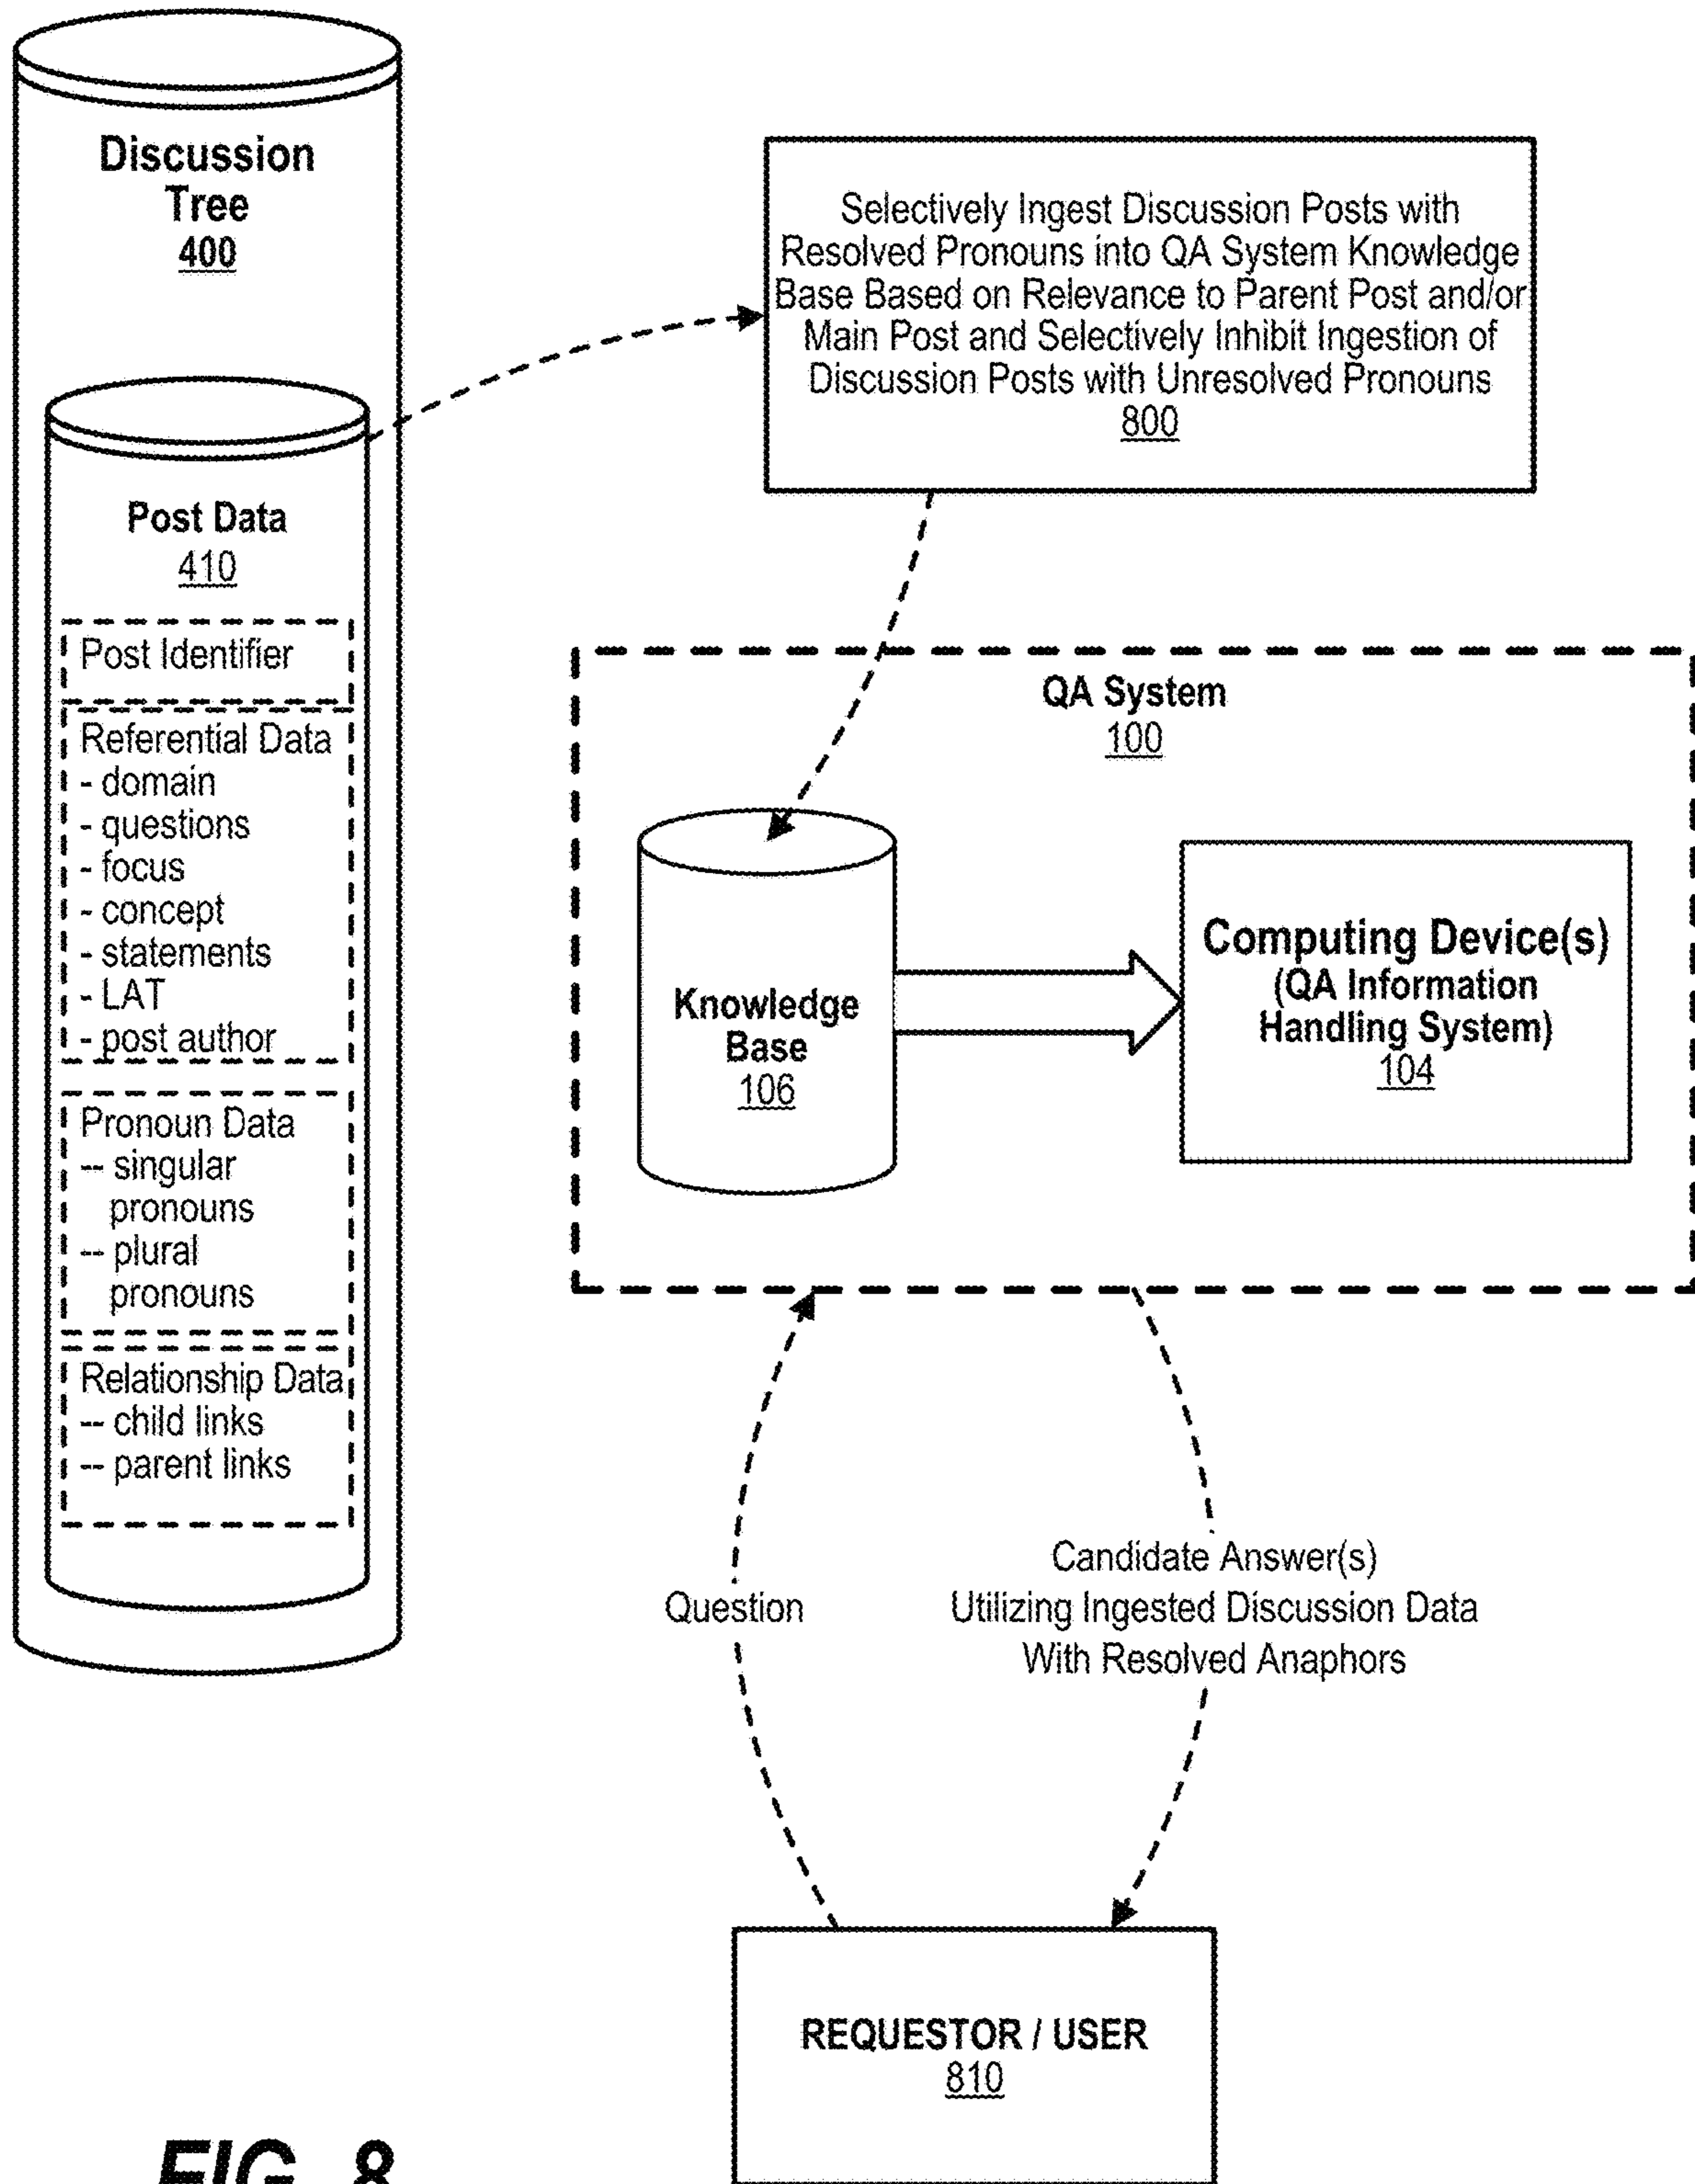 Discussion
Tree
400
Post Data
410
Post Identifier
Referential Data
- domain
- questions
- focus
- concept
- statements
- LAT
- post author
Pronoun Data
-- singular
pronouns
-- plural
pronouns
Relationship Data
-- child links
-- parent links
Selectively Ingest Discussion Posts with
Resolved Pronouns into QA System Knowledge
Base Based on Relevance to Parent Post and/or
Main Post and Selectively Inhibit Ingestion of
Discussion Posts with Unresolved Pronouns
800
QA System
100
Knowledge
Base
106
Computing Device(s)
(QA Information
Handling System)
104
Question
Candidate Answer(s)
Utilizing Ingested Discussion Data
With Resolved Anaphors
REQUESTOR / USER
810
FIG. 8